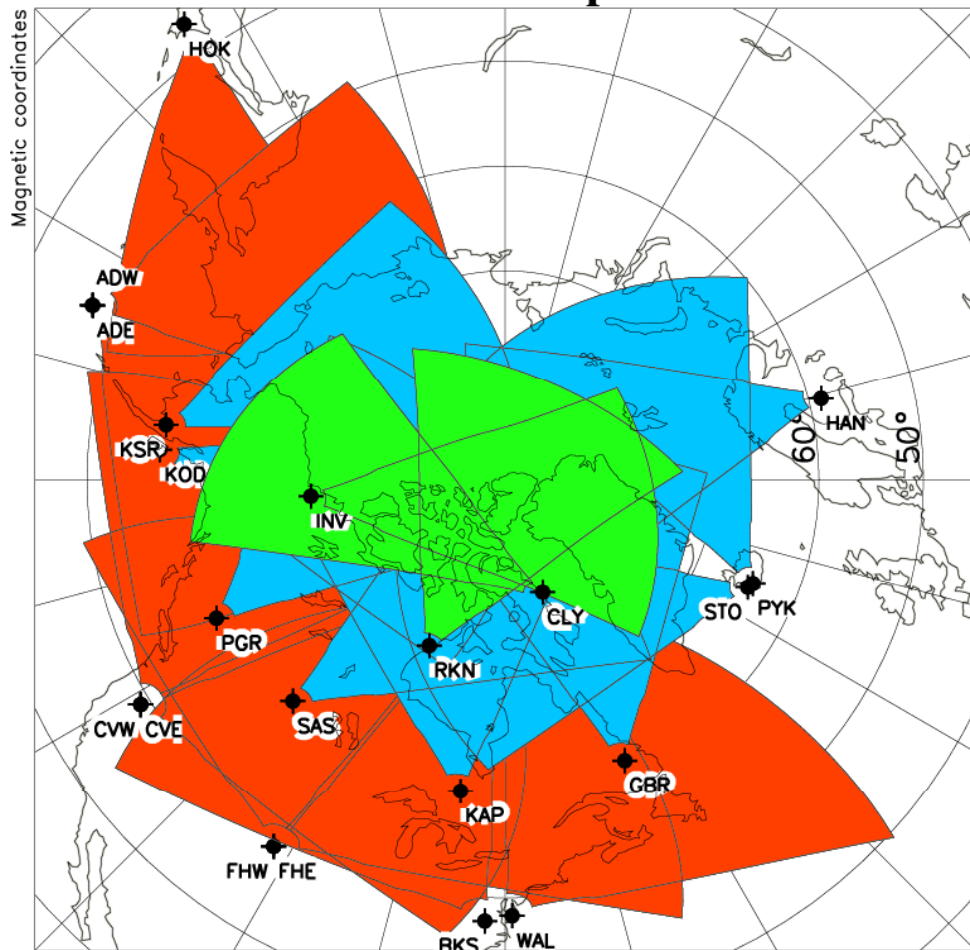 Magnetic coordinates
HOK
ADW
ADE
KSR
KOD
HAN
60°
50°
INV
CLY
STO
PYK
PGR
RKN
CVW CVE
SAS
GBR
KAP
FHW FHE
BKS
WAL